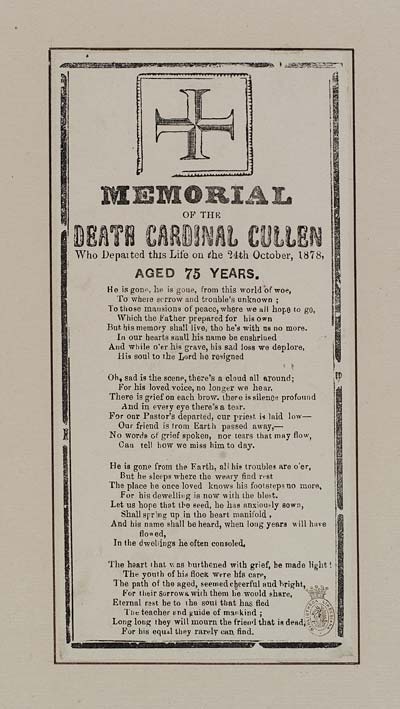 MEMORIAL
OF THE
DEATH CARDINAL CULLEN
Who Departed this Life on the 24th October, 1878,
AGED 75 YEARS.
He is gone, he is goue, from this world of woe,
To where sorrow and trouble's unknown ;
To those mansions of peace, where we all hope to go,
Which the Father prepared for his own
But his memory shall live, tho he's with us no more.
In our hearts shall his name be enshrined
And while o'er his grave, his sad loss we deplore,
His soul to the Lord he resigned
Oh, sad is the scene, there's a cloud all around;
For his loved voice, no longer we hear.
There is grief on each brow. there is silence profound
And in every eye there's a tear.
For our Pastor's departed, our priest is laid low—
Our friend is from Earth passed away,—
No words of grief spoken, nor tears that may flow,
Can tell how we miss him to day.
He is gone from the Earth, all his troubles are o'er,
But he sleeps where the weary find rest
The place he once loved knows his footsteps no more,
For his dewelling is now with the blest.
Let us hope that the seed, he has anxiously sown,
Shall spring up in the heart manifold,
And his name shall be heard, when long years will have
flowed,
In the dwellings he often consoled,
The heart that was burthened with grief, he made light !
The youth of his flock were his care,
The path of the aged, seemed cheerful and bright,
For their Sorrows with them he would share,
Eternal rest be to the soul that has fled
The teacher and guide of mankind ;
Long long they will mourn the friend that is dead,
For his equal they rarely can find.